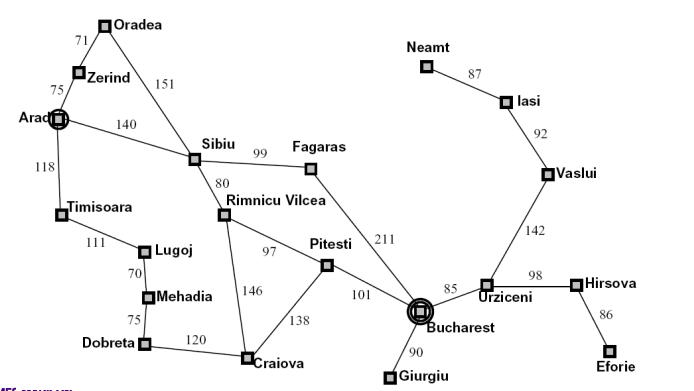 Oradea
71
Neamt
Zerind
87
75
151
Iasi
Arad
140
92
Sibiu
Fagaras
99
118
Vaslui
80
Timisoara
Rimnicu Vilcea
142
111
97
Pitesti
211
Lugoj
70
98
Hirsova
146
101
85
Urziceni
Mehadia
75
138
86
Bucharest
Dobreta
120
90
Craiova
Eforie
Giurgiu